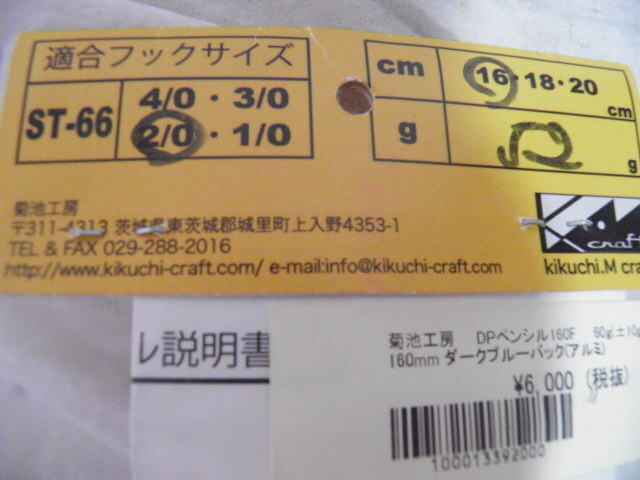 適合フックサイズ
ST-66
4/0・3/0
2/0・1/0
cm
16・18・20
cm
g
g
菊池工房
〒311-4313 茨城県東茨城郡城里町上入野4353-1
TEL & FAX 029-288-2016
http://www.kikuchi-craft.com/ e-mail:info@kikuchi-craft.com
K craft
kikuchi.M cra
レ説明書
菊池工房 DPペンシル160F 60g(±10g
160mm ダークブルーバック(アルミ)
¥6,000 (税抜)
100013392000